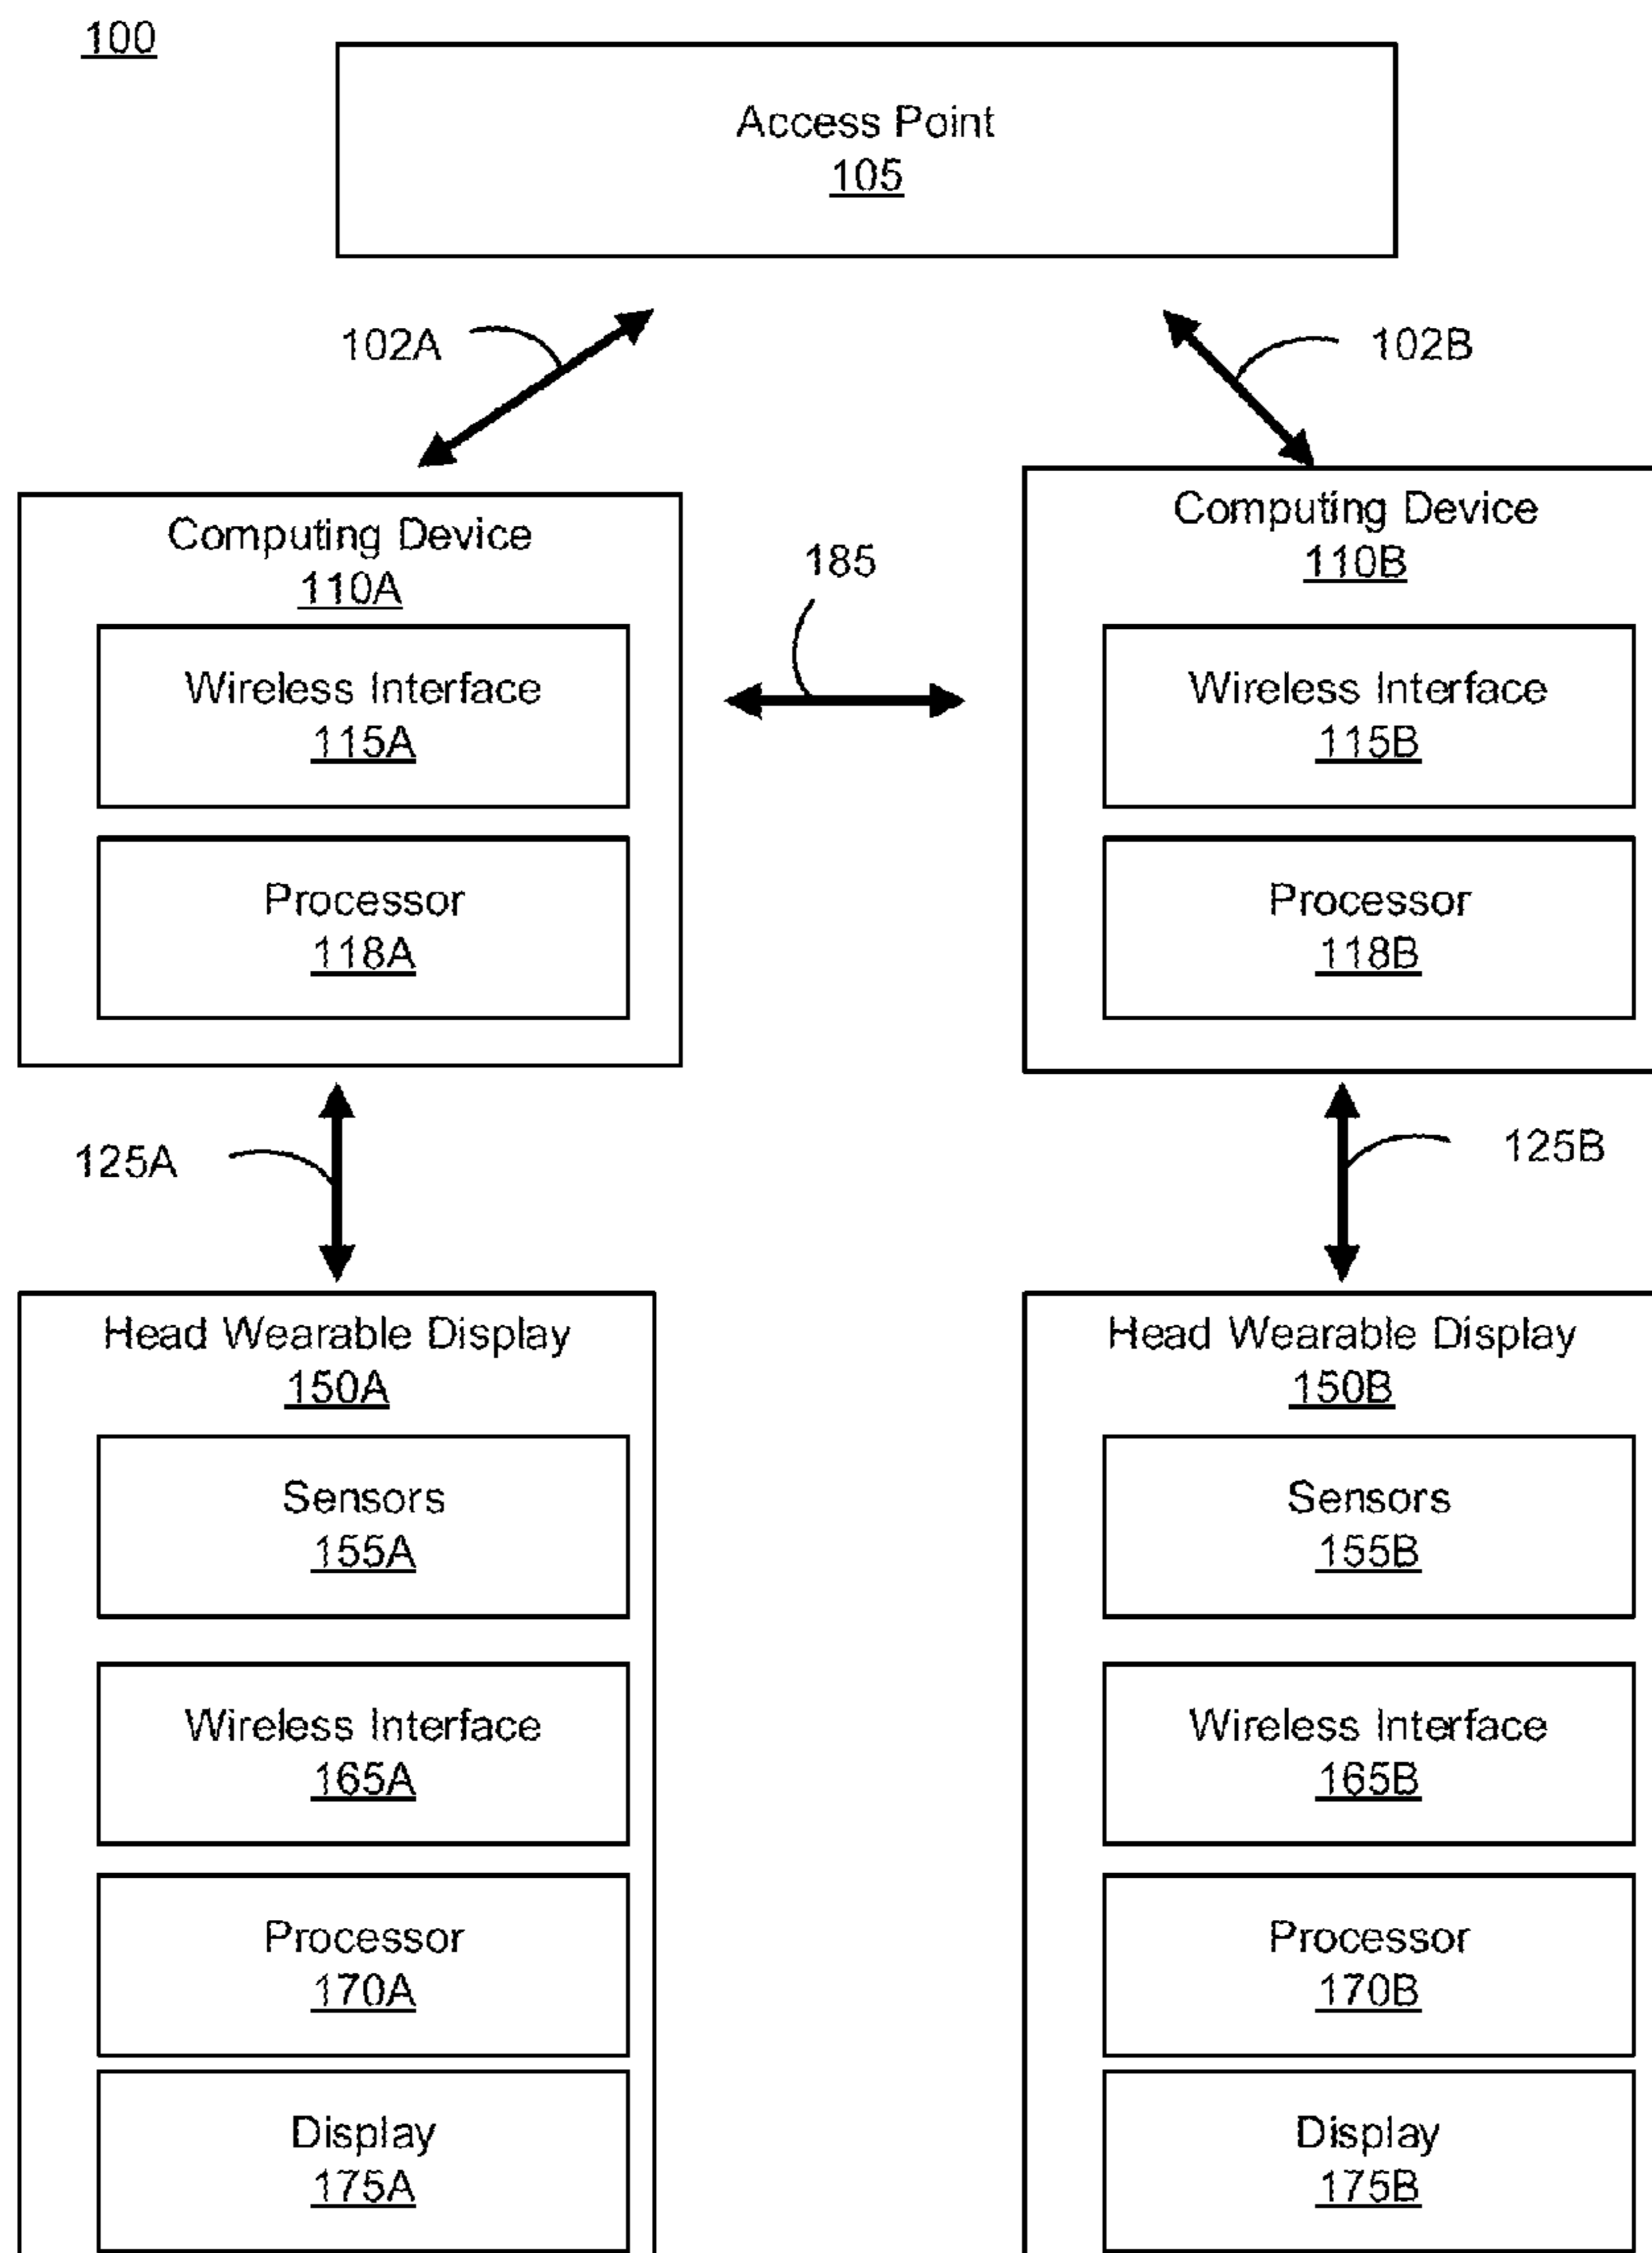 100
Access Point
105
102A
102B
Computing Device
110A
Wireless Interface
115A
Processor
118A
185
Computing Device
110B
Wireless Interface
115B
Processor
118B
125A
125B
Head Wearable Display
150A
Sensors
155A
Wireless Interface
165A
Processor
170A
Display
175A
Head Wearable Display
150B
Sensors
155B
Wireless Interface
165B
Processor
170B
Display
175B